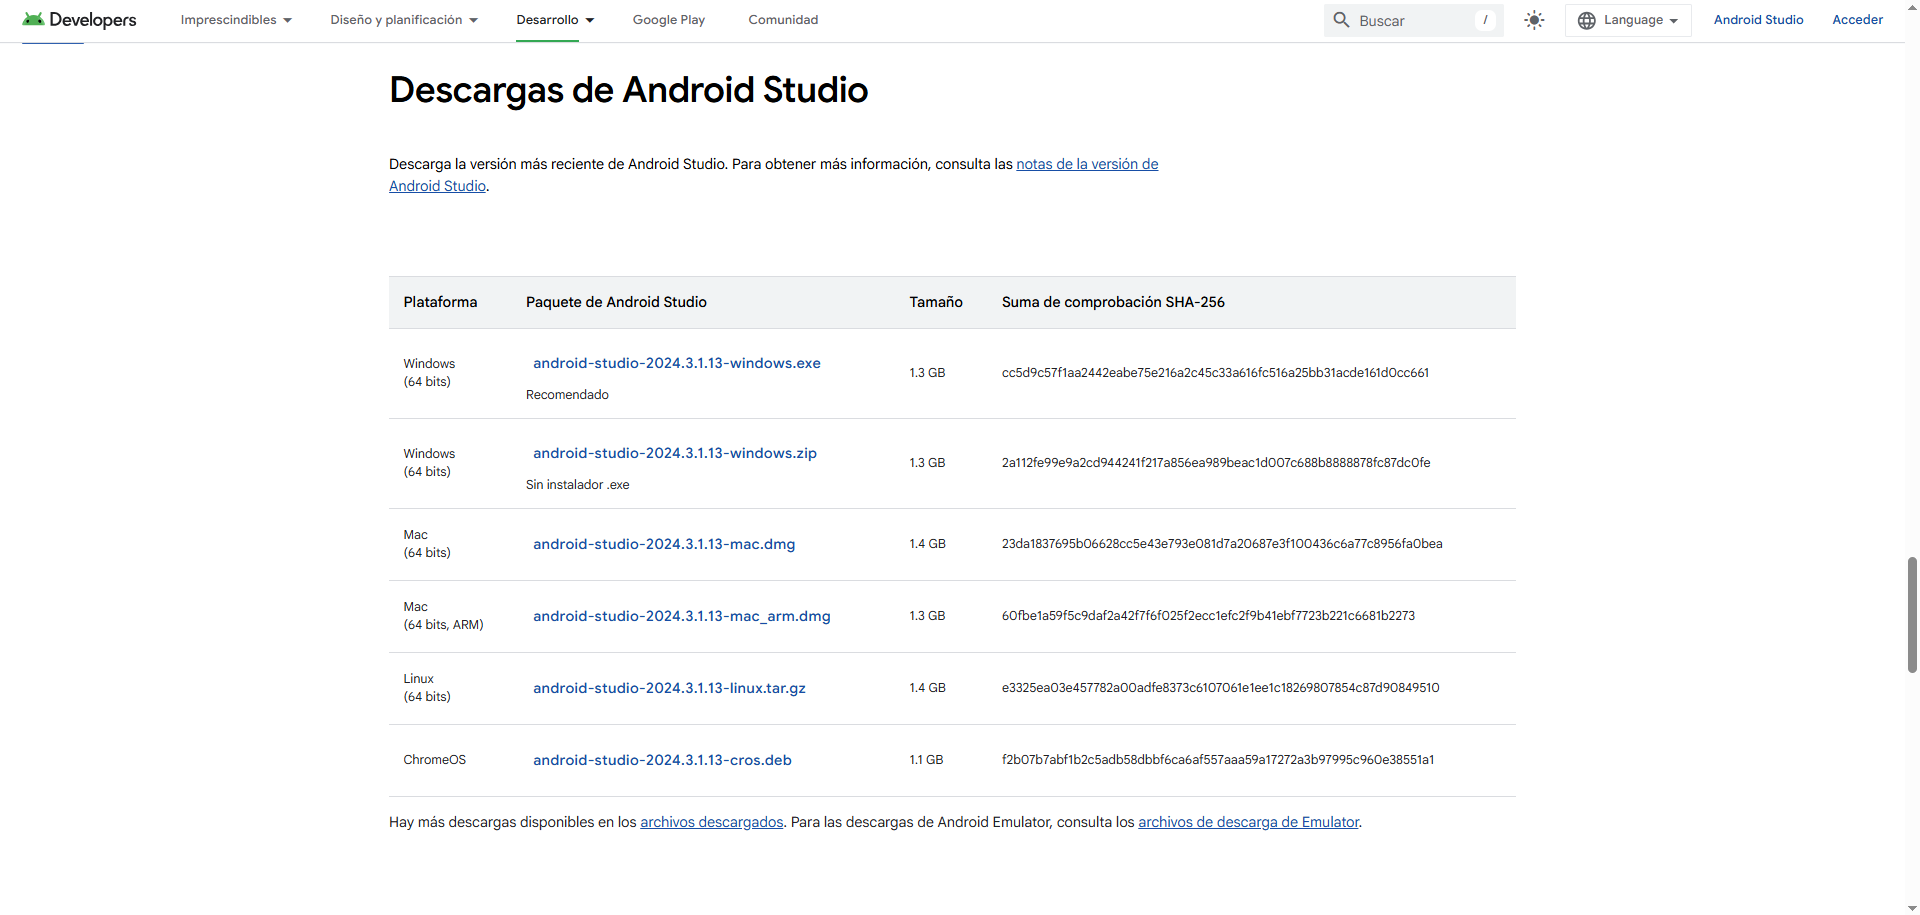 Developers Imprescindibles Diseño y planificación Desarrollo Google Play Comunidad Buscar / Language Android Studio Acceder
Descargas de Android Studio
Descarga la versión más reciente de Android Studio. Para obtener más información, consulta las notas de la versión de
Android Studio.
Plataforma Paquete de Android Studio Tamaño Suma de comprobación SHA-256
Windows
(64 bits)
android-studio-2024.3.1.13-windows.exe
Recomendado
1.3 GB
cc5d9c57f1aa2442eabe75e216a2c45c33a616fc516a25bb31acde161d0cc661
Windows
(64 bits)
android-studio-2024.3.1.13-windows.zip
Sin instalador .exe
1.3 GB
2a112fe99e9a2cd944241f217a856ea989beac1d007c688b8888878fc87dc0fe
Mac
(64 bits)
android-studio-2024.3.1.13-mac.dmg
1.4 GB
23da1837695b06628cc5e43e793e081d7a20687e3f100436c6a77c8956fa0bea
Mac
(64 bits, ARM)
android-studio-2024.3.1.13-mac_arm.dmg
1.3 GB
60fbe1a59f5c9daf2a42f7f6f025f2ecc1efc2f9b41ebf7723b221c6681b2273
Linux
(64 bits)
android-studio-2024.3.1.13-linux.tar.gz
1.4 GB
e3325ea03e457782a00adfe8373c6107061e1ee1c18269807854c87d90849510
ChromeOS
android-studio-2024.3.1.13-cros.deb
1.1 GB
f2b07b7abf1b2c5adb58dbbf6ca6af557aaa59a17272a3b97995c960e38551a1
Hay más descargas disponibles en los archivos descargados. Para las descargas de Android Emulator, consulta los archivos de descarga de Emulator.